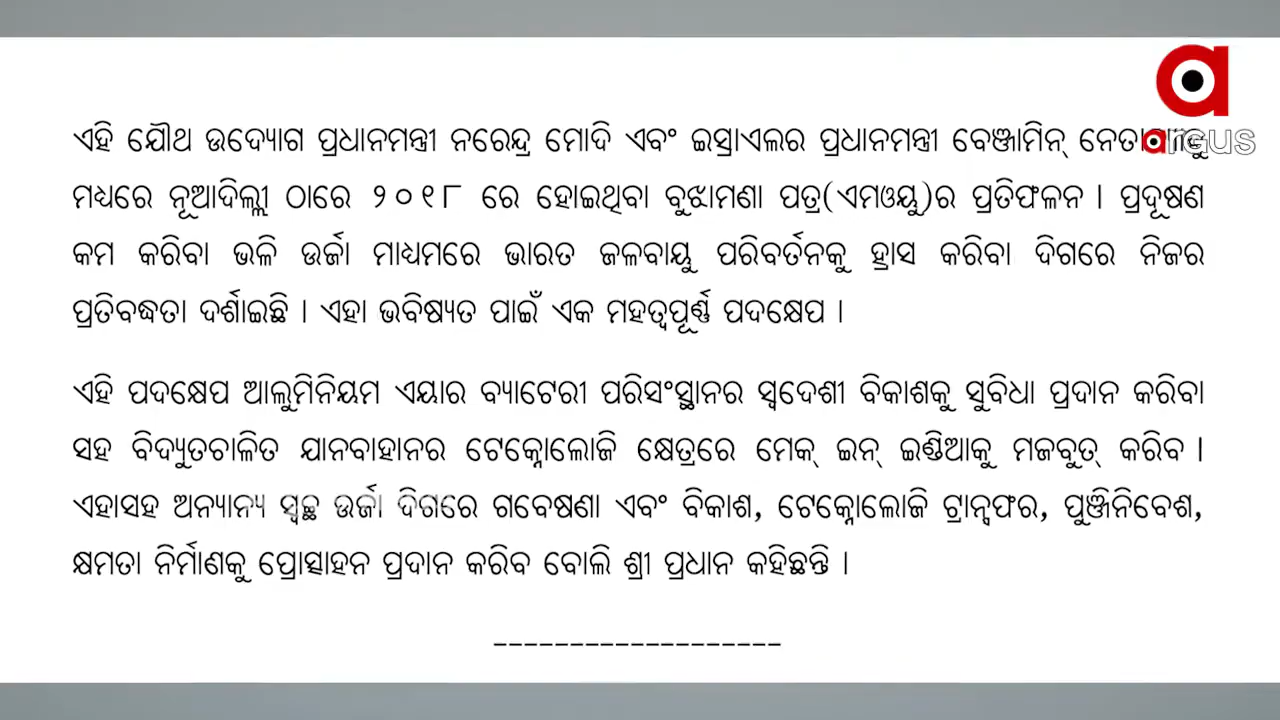 argus
ଏହି ଯୌଥ ଉଦ୍ୟୋଗ ପ୍ରଧାନମନ୍ତ୍ରୀ ନରେନ୍ଦ୍ର ମୋଦି ଏବଂ ଇସ୍ରାଏଲର ପ୍ରଧାନମନ୍ତ୍ରୀ ବେଞ୍ଜାମିନ୍
ମଧ୍ୟରେ ନୂଆଦିଲ୍ଲୀ ଠାରେ ୨୦୧୮ ରେ ହୋଇଥିବା ବୁଝାମଣା ପତ୍ର(ଏମଓୟୁ)ର ପ୍ରତିଫଳନ । ପ୍ରଦୂଷଣ
କମ କରିବା ଭଳି ଉର୍ଜା ମାଧ୍ୟମରେ ଭାରତ ଜଳବାୟୁ ପରିବର୍ତନକୁ ହ୍ରାସ କରିବା ଦିଗରେ ନିଜର
ପ୍ରତିବଦ୍ଧତା ଦର୍ଶାଇଛି । ଏହା ଭବିଷ୍ୟତ ପାଇଁ ଏକ ମହତ୍ୱପୂର୍ଣ୍ଣ ପଦକ୍ଷେପ ।
ଏହି ପଦକ୍ଷେପ ଆଲୁମିନିୟମ ଏୟାର ବ୍ୟାଟେରୀ ପରିସଂସ୍ଥାନର ସ୍ୱଦେଶୀ ବିକାଶକୁ ସୁବିଧା ପ୍ରଦାନ କରିବା
ସହ ବିଦ୍ୟୁତଚାଳିତ ଯାନବାହାନର ଟେକ୍ନୋଲୋଜି କ୍ଷେତ୍ରରେ ମେକ୍ ଇନ୍ ଇଣ୍ଡିଆକୁ ମଜବୁତ୍ କରିବ ।
ଏହାସହ ଅନ୍ୟାନ୍ୟ ସ୍ୱଚ୍ଛ ଉର୍ଜା ଦିଗରେ ଗବେଷଣା ଏବଂ ବିକାଶ, ଟେକ୍ନୋଲୋଜି ଟ୍ରାନ୍ସଫର, ପୁଞ୍ଜିନିବେଶ,
କ୍ଷମତା ନିର୍ମାଣକୁ ପ୍ରୋତ୍ସାହନ ପ୍ରଦାନ କରିବ ବୋଲି ଶ୍ରୀ ପ୍ରଧାନ କହିଛନ୍ତି ।
-------------------